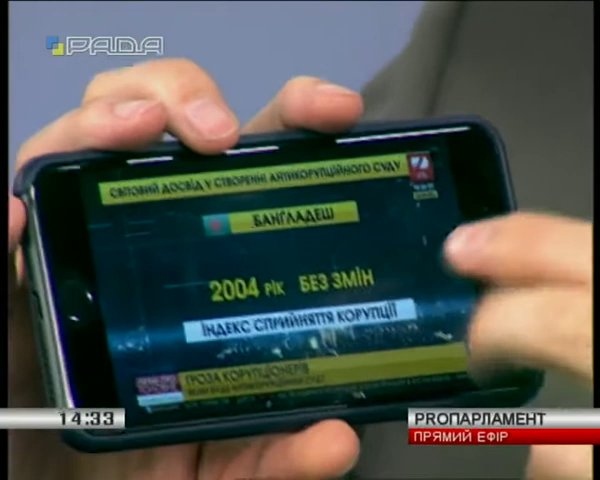 РАДА
СВІТОВИЙ ДОСВІД У СТВОРЕННІ АНТИКОРУПЦІЙНОГО СУДУ
БАНГЛАДЕШ
2004 РІК БЕЗ ЗМІН
ІНДЕКС СПРИЙНЯТТЯ КОРУПЦІЇ
ГРОЗА КОРУПЦІОНЕРІВ
14:33
PROПАРЛАМЕНТ
ПРЯМИЙ ЕФІР